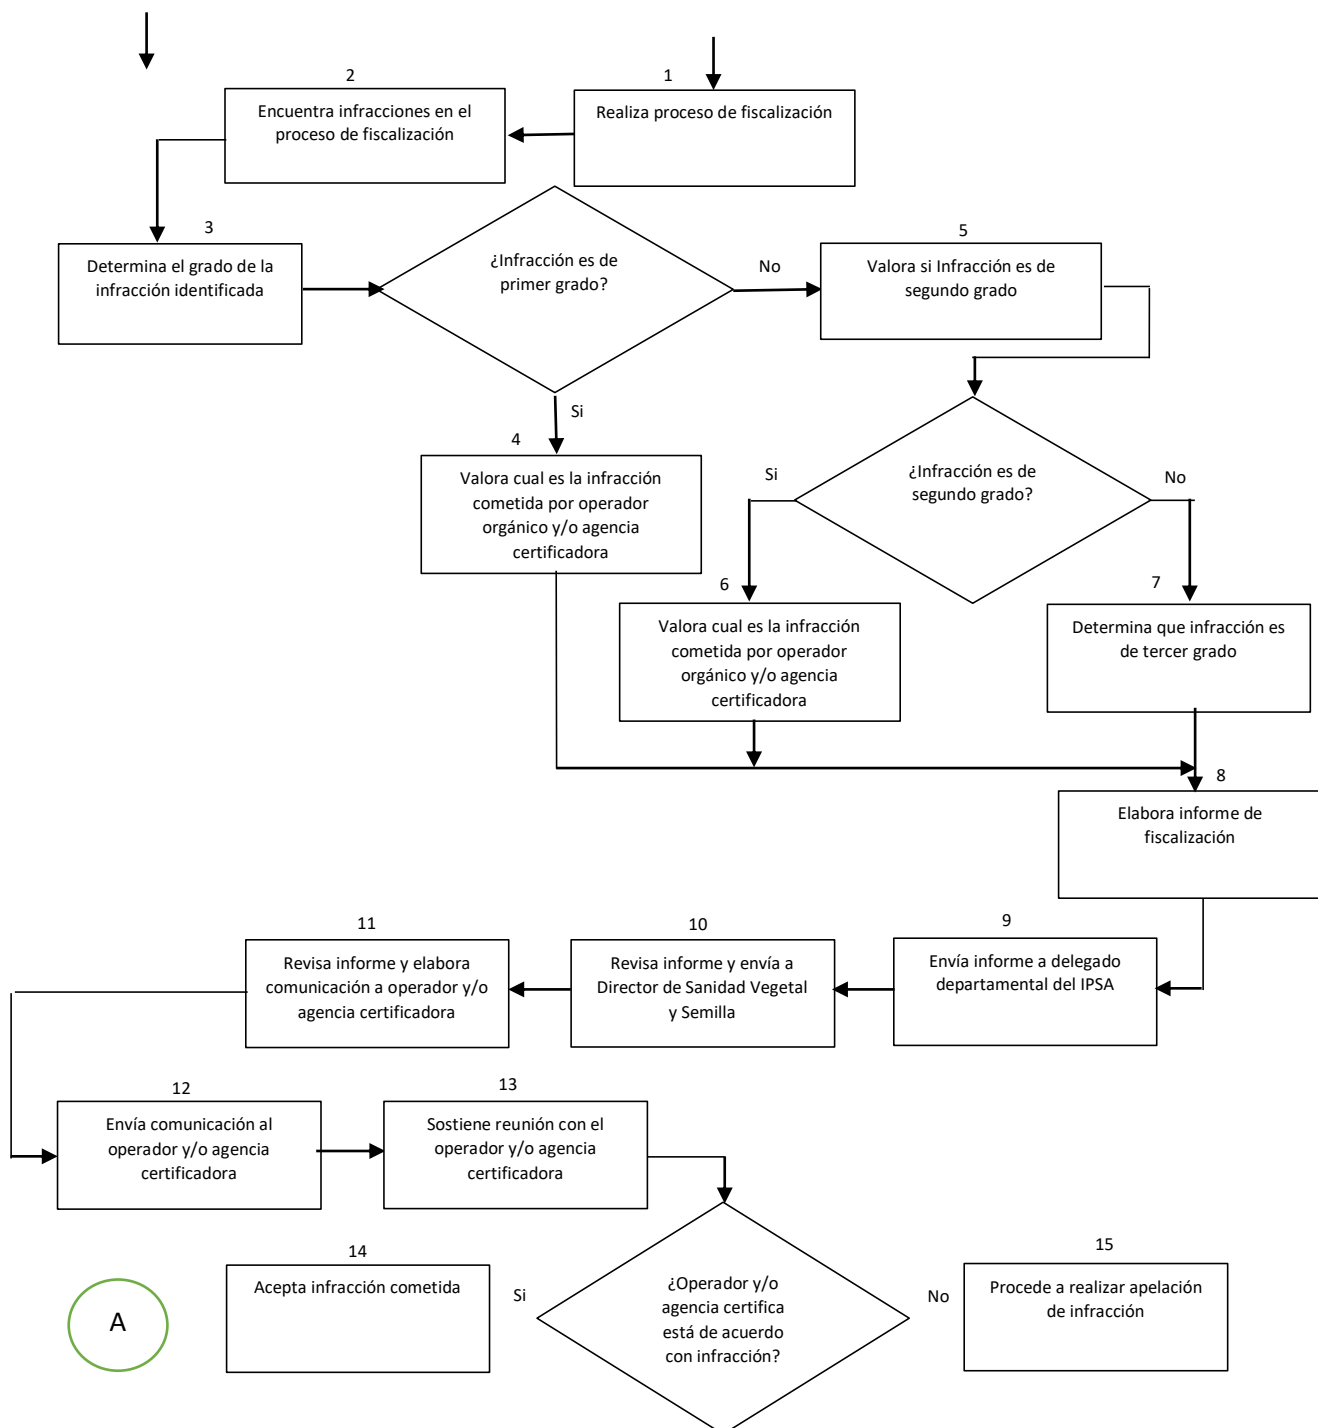 2
1
Encuentra infracciones en el
proceso de fiscalización
Realiza proceso de fiscalización
3
Determina el grado de la
infracción identificada
¿Infracción es de
primer grado?
No
5
Valora si Infracción es de
segundo grado
Si
4
Valora cual es la infracción
cometida por operador
orgánico y/o agencia
certificadora
¿Infracción es de
segundo grado?
Si
No
6
Valora cual es la infracción
cometida por operador
orgánico y/o agencia
certificadora
7
Determina que infracción es
de tercer grado
8
Elabora informe de
fiscalización
11
Revisa informe y elabora
comunicación a operador y/o
agencia certificadora
10
Revisa informe y envía a
Director de Sanidad Vegetal
y Semilla
9
Envía informe a delegado
departamental del IPSA
12
Envía comunicación al
operador y/o agencia
certificadora
13
Sostiene reunión con el
operador y/o agencia
certificadora
A
14
Acepta infracción cometida
Si
¿Operador y/o
agencia certifica
está de acuerdo
con infracción?
No
15
Procede a realizar apelación
de infracción